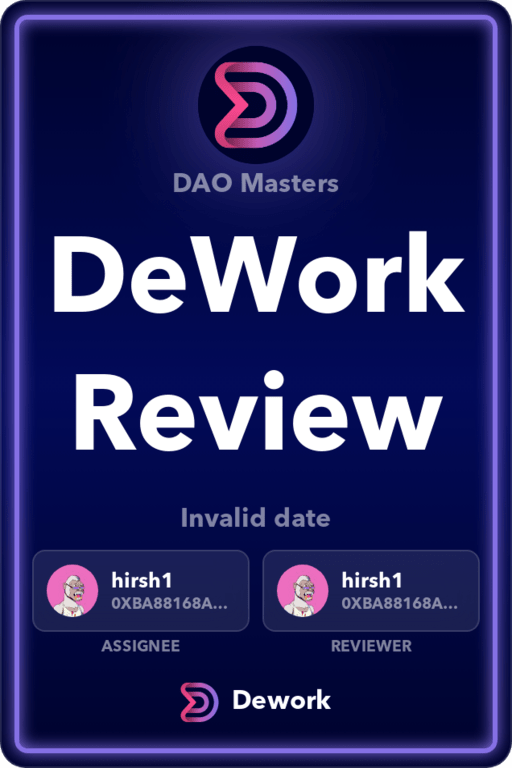 DAO Masters
DeWork
Review
Invalid date
hirsh1
0XBA88168A...
ASSIGNEE
hirsh1
0XBA88168A...
REVIEWER
Dework